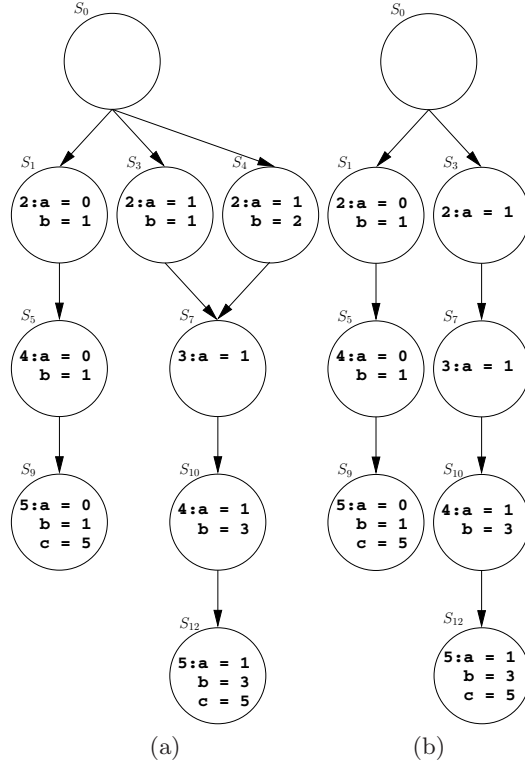 S0
S0
S1
S3
S4
S1
S3
2:a = 0
b = 1
2:a = 1
b = 1
2:a = 1
b = 2
2:a = 0
b = 1
2:a = 1
S5
S7
S5
S7
4:a = 0
b = 1
3:a = 1
4:a = 0
b = 1
3:a = 1
S9
S10
S9
S10
5:a = 0
b = 1
c = 5
4:a = 1
b = 3
5:a = 0
b = 1
c = 5
4:a = 1
b = 3
S12
S12
5:a = 1
b = 3
c = 5
5:a = 1
b = 3
c = 5
(a)
(b)